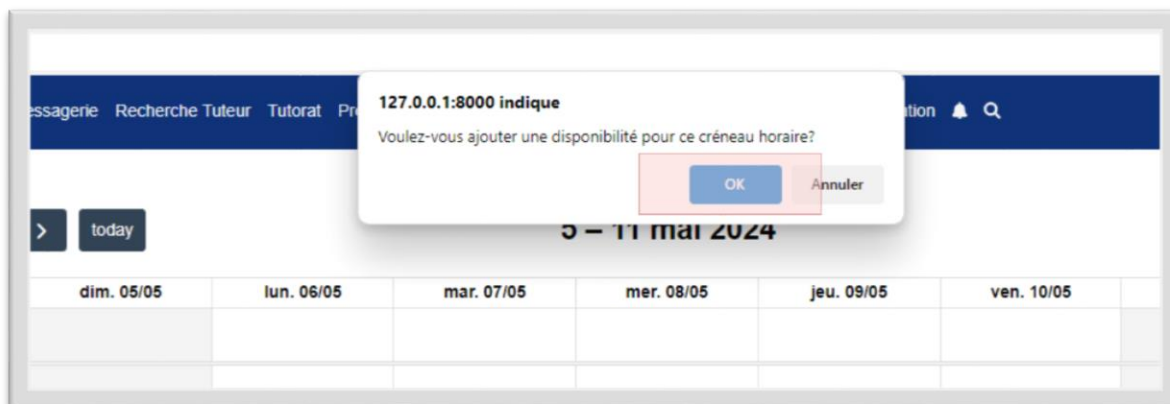 127.0.0.1:8000 indique
essagerie Recherche Tuteur Tutorat
Voulez-vous ajouter une disponibilité pour ce créneau horaire?
OK Annuler
> today
5 – 11 mai 2024
dim. 05/05 lun. 06/05 mar. 07/05 mer. 08/05 jeu. 09/05 ven. 10/05